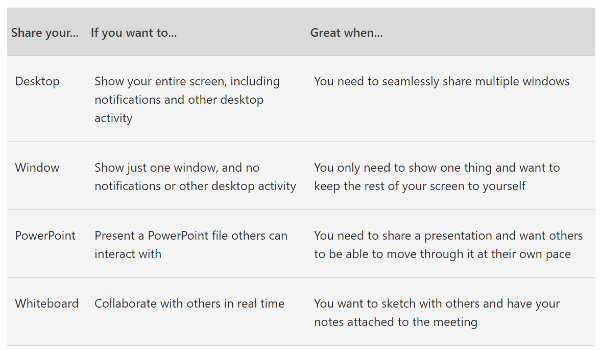 Share your... If you want to... Great when...
Desktop Show your entire screen, including You need to seamlessly share multiple windows
notifications and other desktop
activity
Window Show just one window, and no You only need to show one thing and want to
notifications or other desktop activity keep the rest of your screen to yourself
PowerPoint Present a PowerPoint file others can You need to share a presentation and want others
interact with to be able to move through it at their own pace
Whiteboard Collaborate with others in real time You want to sketch with others and have your
notes attached to the meeting